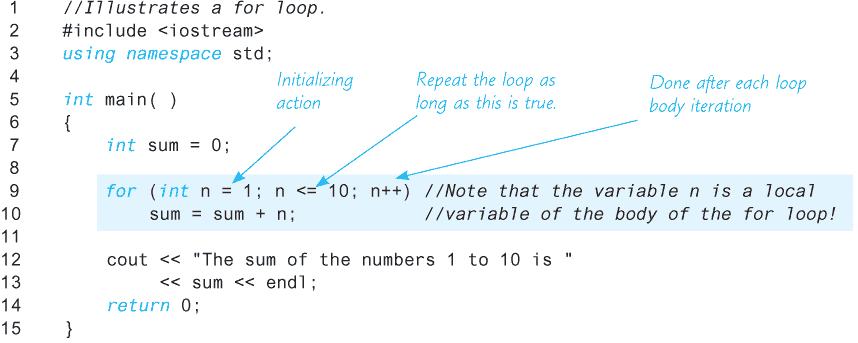 1 //Illustrates a for loop.
2 #include <iostream>
3 using namespace std;
4
Initializing action
Repeat the loop as long as this is true.
Done after each loop body iteration
5 int main( )
6 {
7 int sum = 0;
8
9 for (int n = 1; n <= 10; n++) //Note that the variable n is a local
10 sum = sum + n; //variable of the body of the for loop!
11
12 cout << "The sum of the numbers 1 to 10 is "
13 << sum << endl;
14 return 0;
15 }